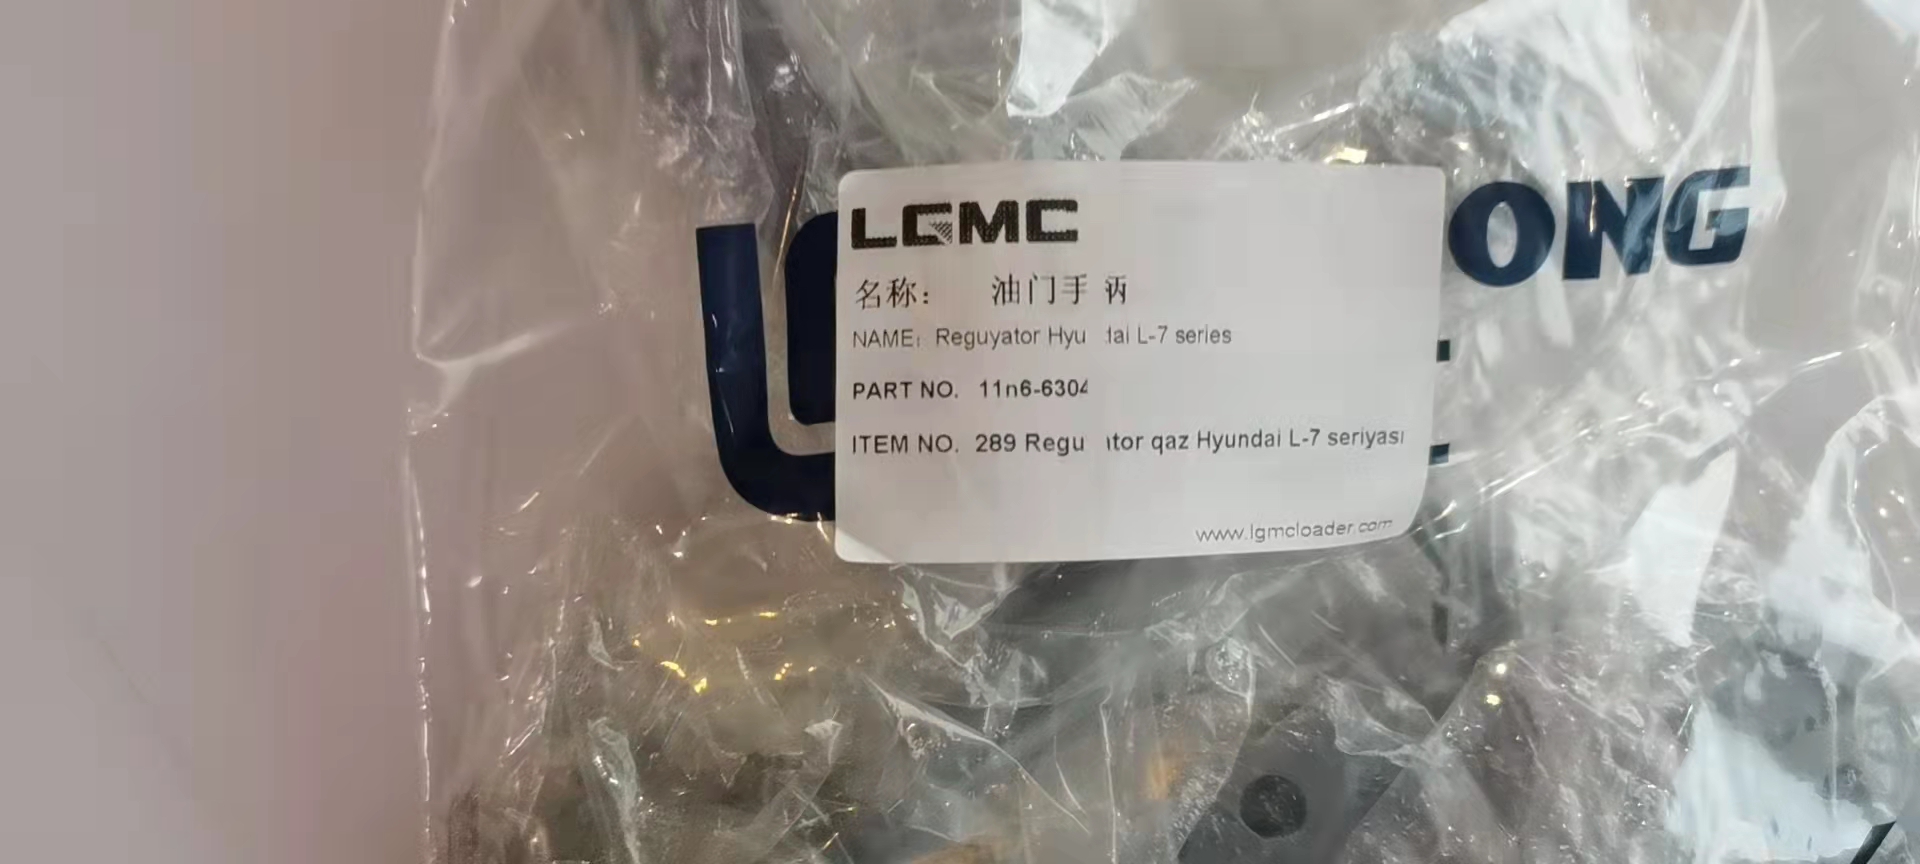 LGMC
名称： 油门手柄
NAME: Reguyator Hyu dai L-7 series
PART NO. 11n6-6304
ITEM NO. 289 Regu ator qaz Hyundai L-7 seriyası
www.lgmcloader.com
ONG